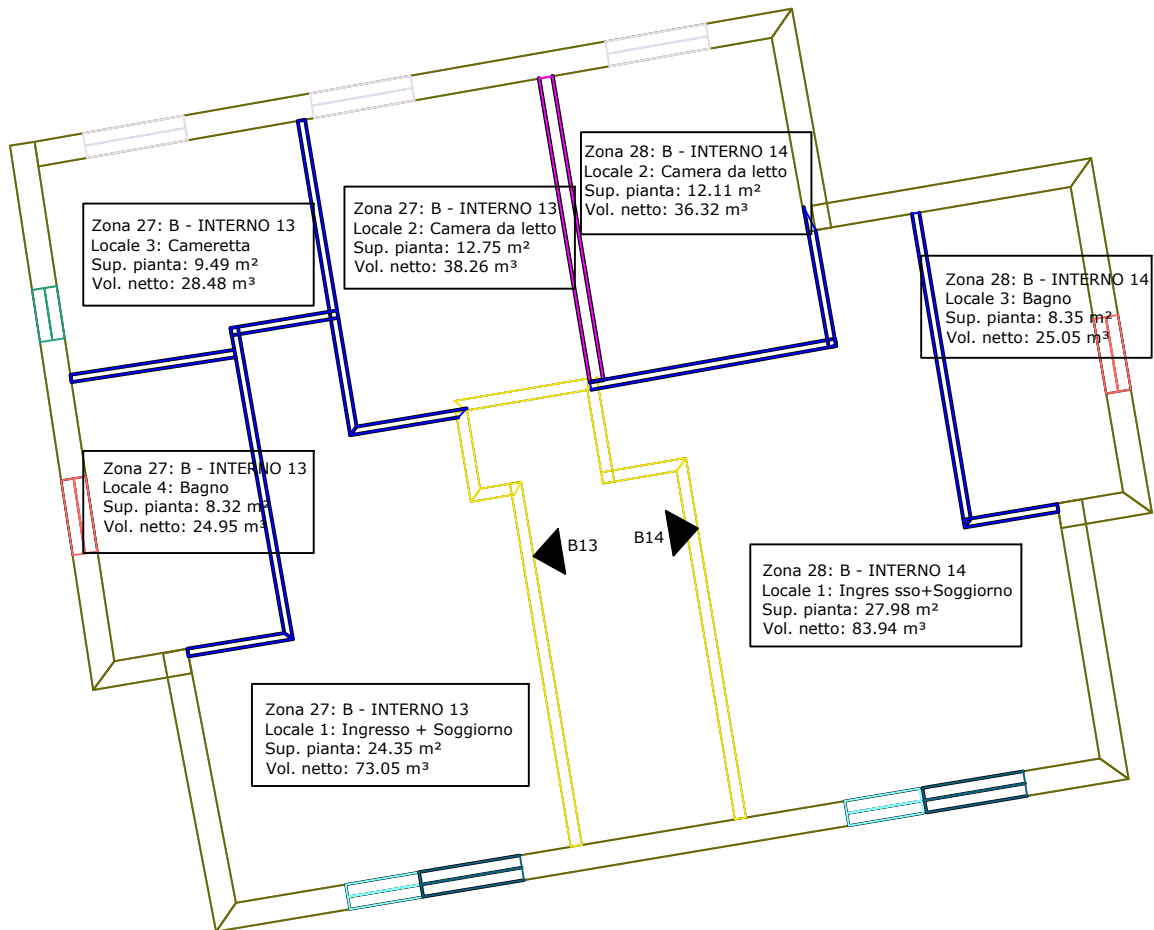 Zona 28: B - INTERNO 14
Locale 2: Camera da letto
Sup. pianta: 12.11 m²
Vol. netto: 36.32 m³
Zona 27: B - INTERNO 13
Locale 2: Camera da letto
Sup. pianta: 12.75 m²
Vol. netto: 38.26 m³
Zona 27: B - INTERNO 13
Locale 3: Cameretta
Sup. pianta: 9.49 m²
Vol. netto: 28.48 m³
Zona 28: B - INTERNO 14
Locale 3: Bagno
Sup. pianta: 8.35 m²
Vol. netto: 25.05 m³
Zona 27: B - INTERNO 13
Locale 4: Bagno
Sup. pianta: 8.32 m²
Vol. netto: 24.95 m³
B13
B14
Zona 28: B - INTERNO 14
Locale 1: Ingres sso+Soggiorno
Sup. pianta: 27.98 m²
Vol. netto: 83.94 m³
Zona 27: B - INTERNO 13
Locale 1: Ingresso + Soggiorno
Sup. pianta: 24.35 m²
Vol. netto: 73.05 m³